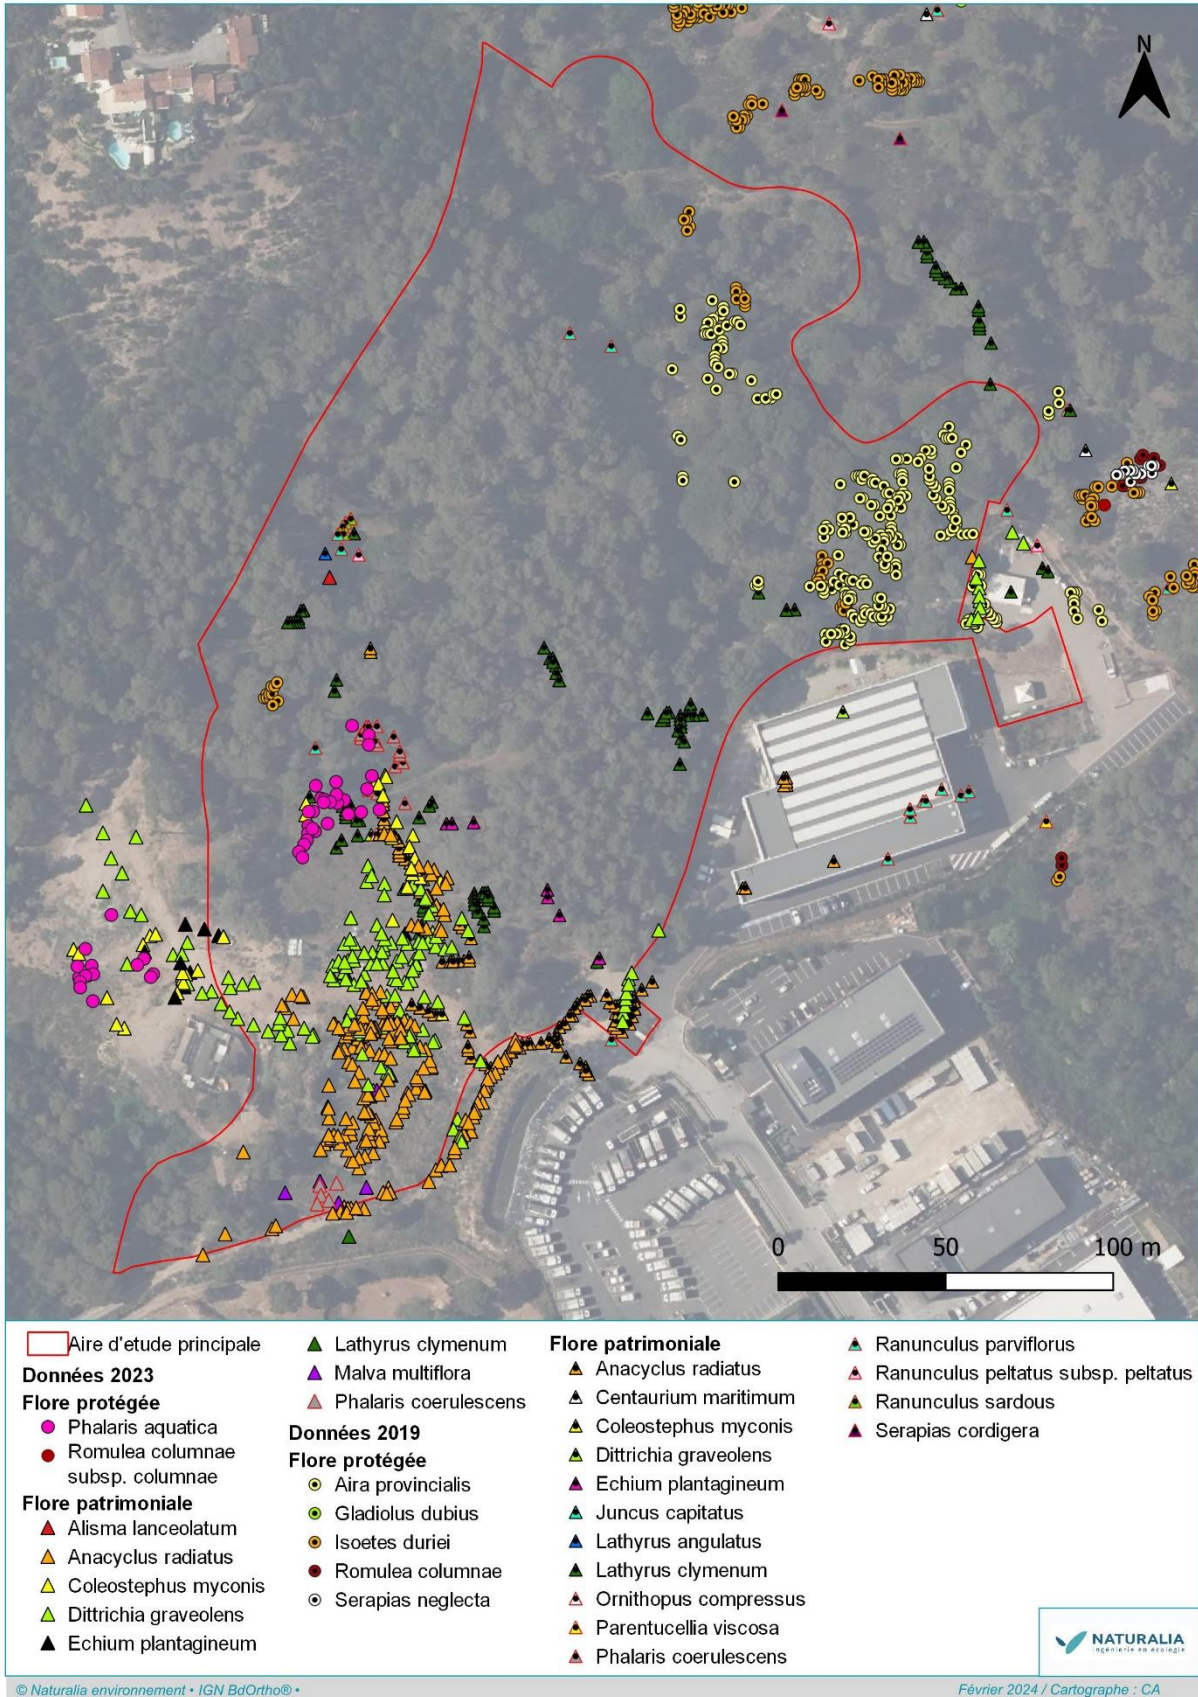 N
0 50 100 m
Aire d'etude principale
Données 2023
Flore protégée
Phalaris aquatica
Romulea columnae
subsp. columnae
Flore patrimoniale
Alisma lanceolatum
Anacyclus radiatus
Coleostephus myconis
Dittrichia graveolens
Echium plantagineum
Lathyrus clymenum
Malva multiflora
Phalaris coerulescens
Données 2019
Flore protégée
Aira provincialis
Gladiolus dubius
Isoetes duriei
Romulea columnae
Serapias neglecta
Flore patrimoniale
Anacyclus radiatus
Centaurium maritimum
Coleostephus myconis
Dittrichia graveolens
Echium plantagineum
Juncus capitatus
Lathyrus angulatus
Lathyrus clymenum
Ornithopus compressus
Parentucellia viscosa
Phalaris coerulescens
Ranunculus parviflorus
Ranunculus peltatus subsp. peltatus
Ranunculus sardous
Serapias cordigera
NATURALIA
Ingénierie en écologie
© Naturalia environnement • IGN BdOrtho® •
Février 2024 / Cartographe : CA